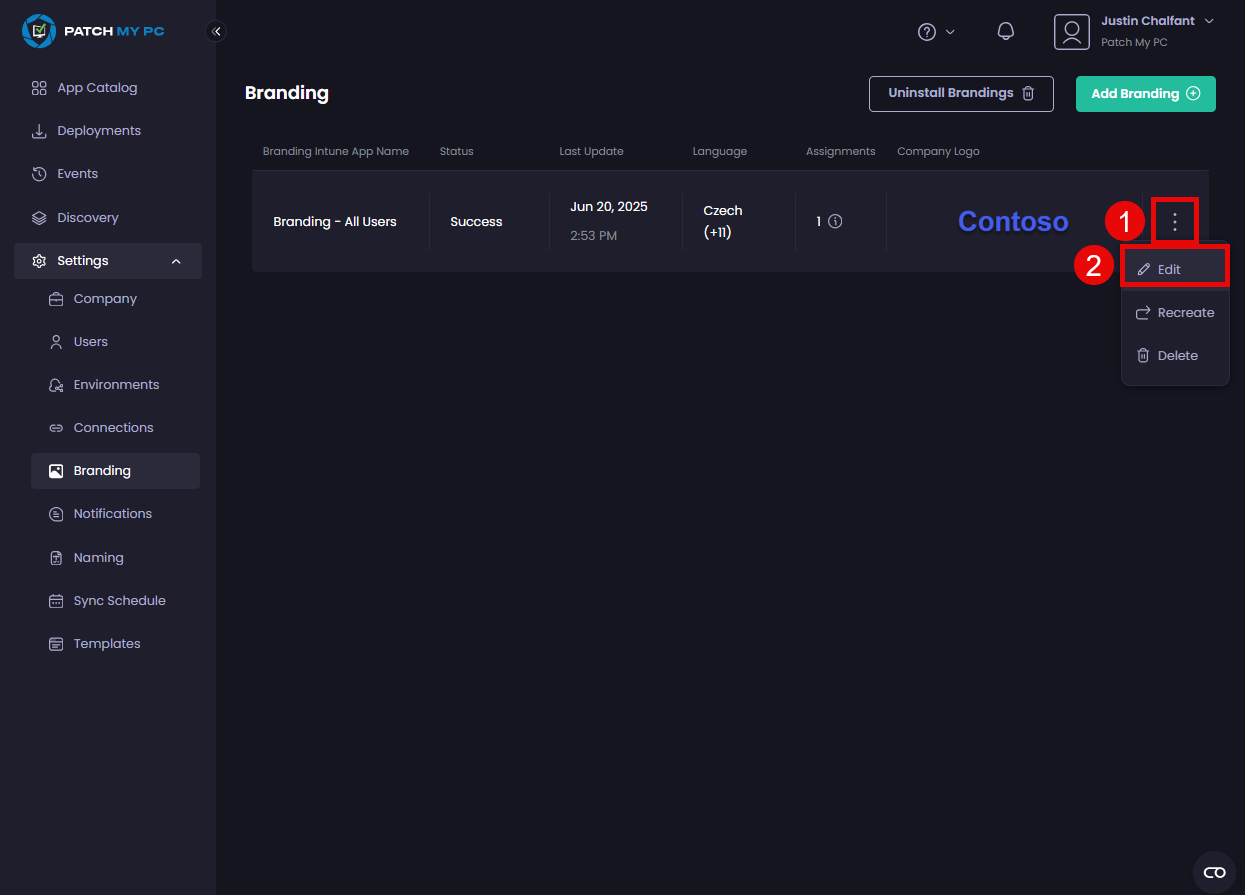 PATCH MY PC
Justin Chalfant
Patch My PC
App Catalog
Deployments
Events
Discovery
Settings
Company
Users
Environments
Connections
Branding
Notifications
Naming
Sync Schedule
Templates
Branding
Uninstall Brandings
Add Branding
Branding Intune App Name Status Last Update Language Assignments Company Logo
Branding - All Users Success Jun 20, 2025 Czech 1 Contoso 1
2:53 PM (+11)
2 Edit
Recreate
Delete